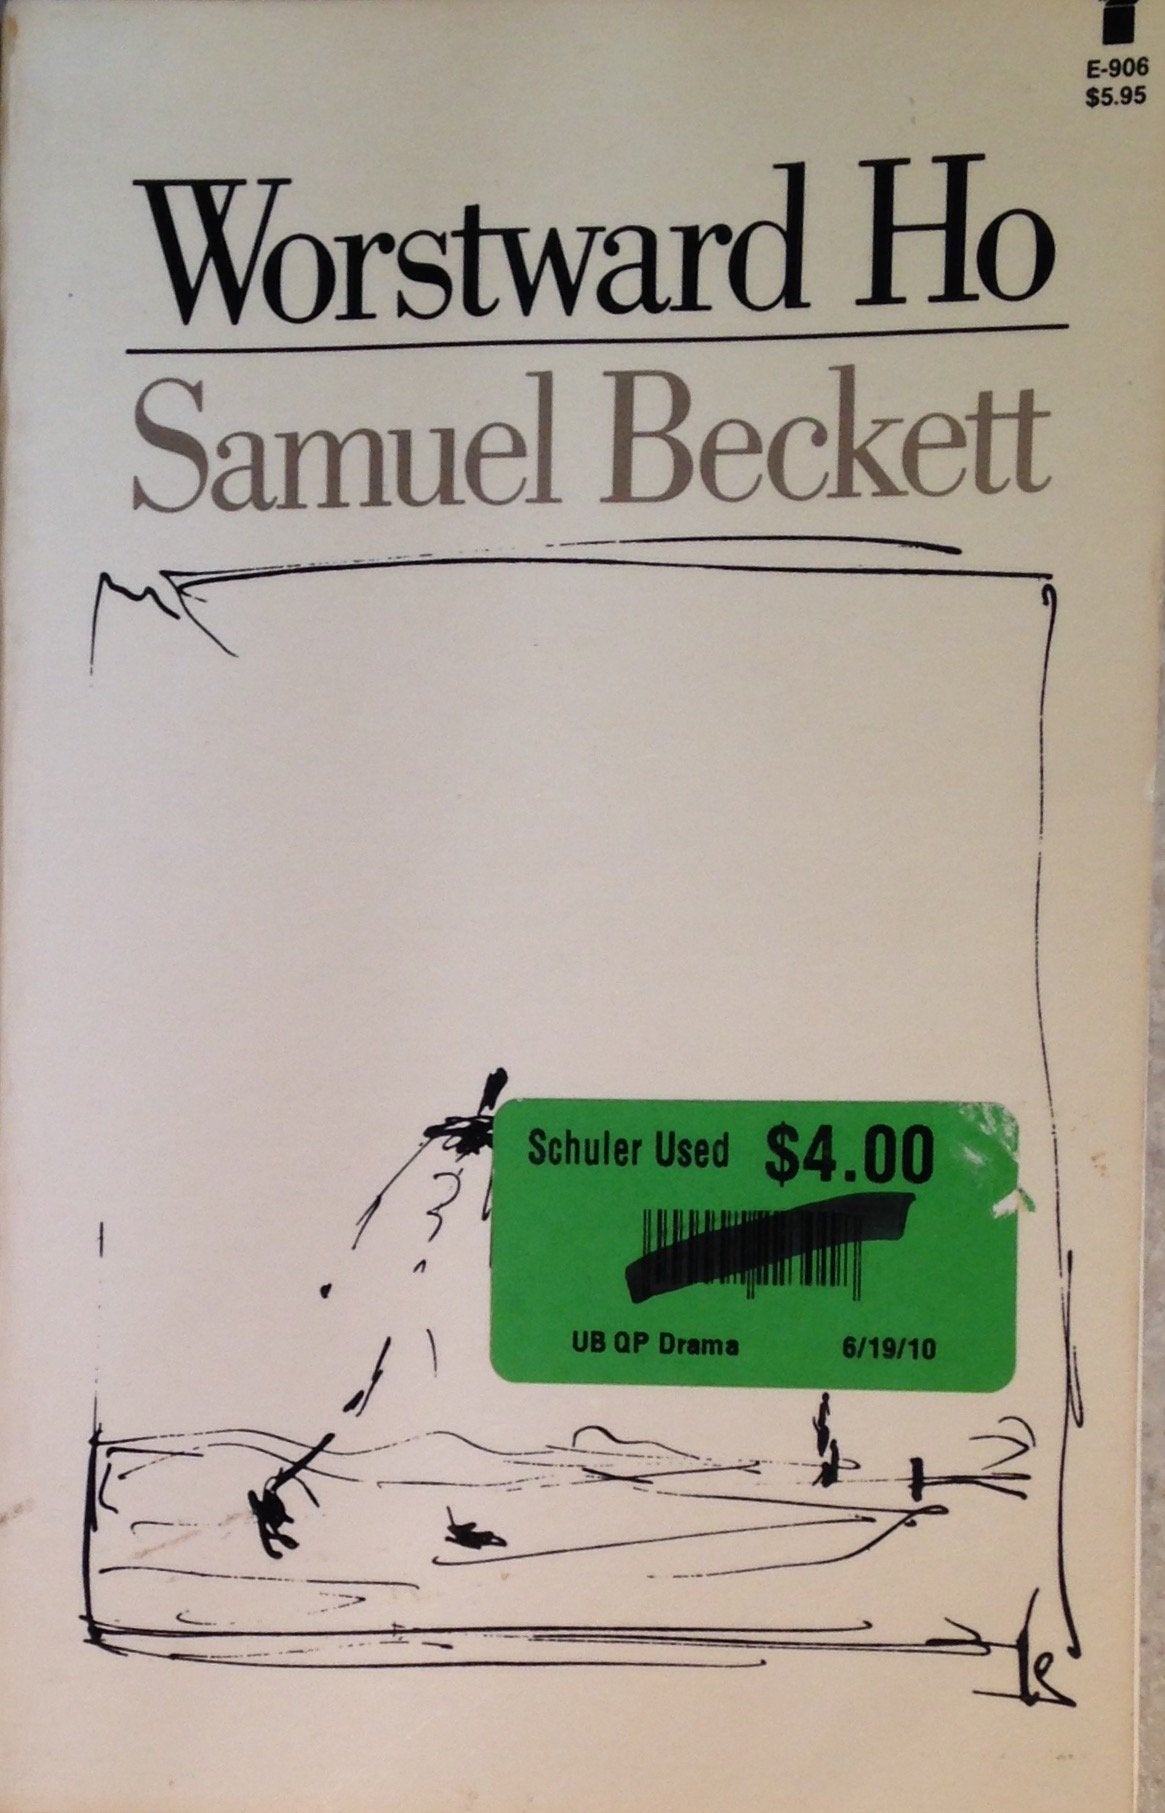 E-906
$5.95
Worstward Ho
Samuel Beckett
Schuler Used $4.00
UB QP Drama 6/19/10